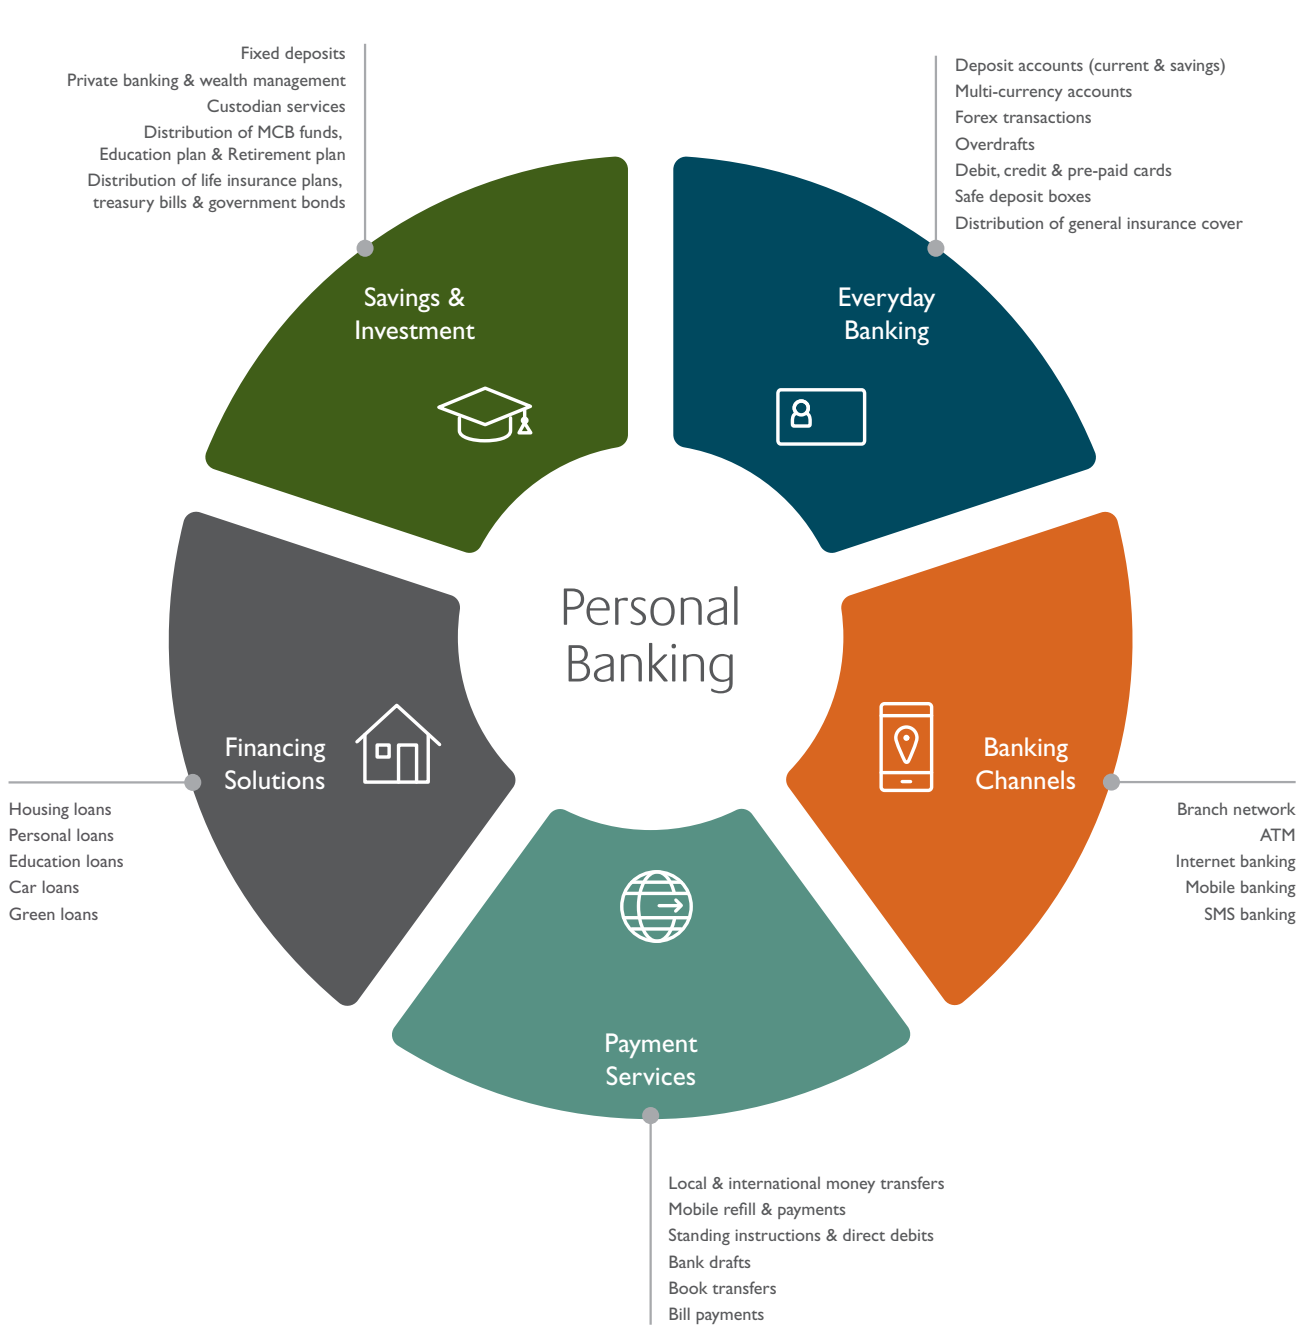 Fixed deposits
Private banking & wealth management
Custodian services
Distribution of MCB funds,
Education plan & Retirement plan
Distribution of life insurance plans,
treasury bills & government bonds
Deposit accounts (current & savings)
Multi-currency accounts
Forex transactions
Overdrafts
Debit, credit & pre-paid cards
Safe deposit boxes
Distribution of general insurance cover
Savings &
Investment
Everyday
Banking
Personal
Banking
Financing
Solutions
Banking
Channels
Housing loans
Personal loans
Education loans
Car loans
Green loans
Branch network
ATM
Internet banking
Mobile banking
SMS banking
Payment
Services
Local & international money transfers
Mobile refill & payments
Standing instructions & direct debits
Bank drafts
Book transfers
Bill payments